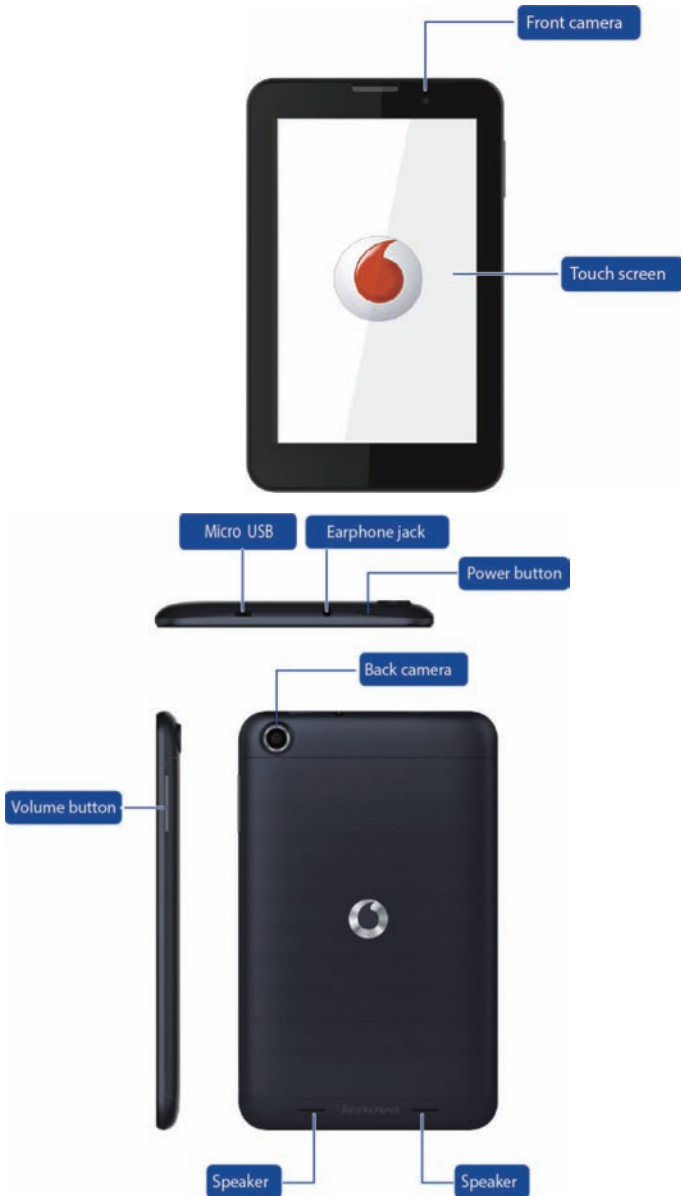 Front camera
Touch screen
Micro USB
Earphone jack
Power button
Back camera
Volume button
lenovo
Speaker
Speaker